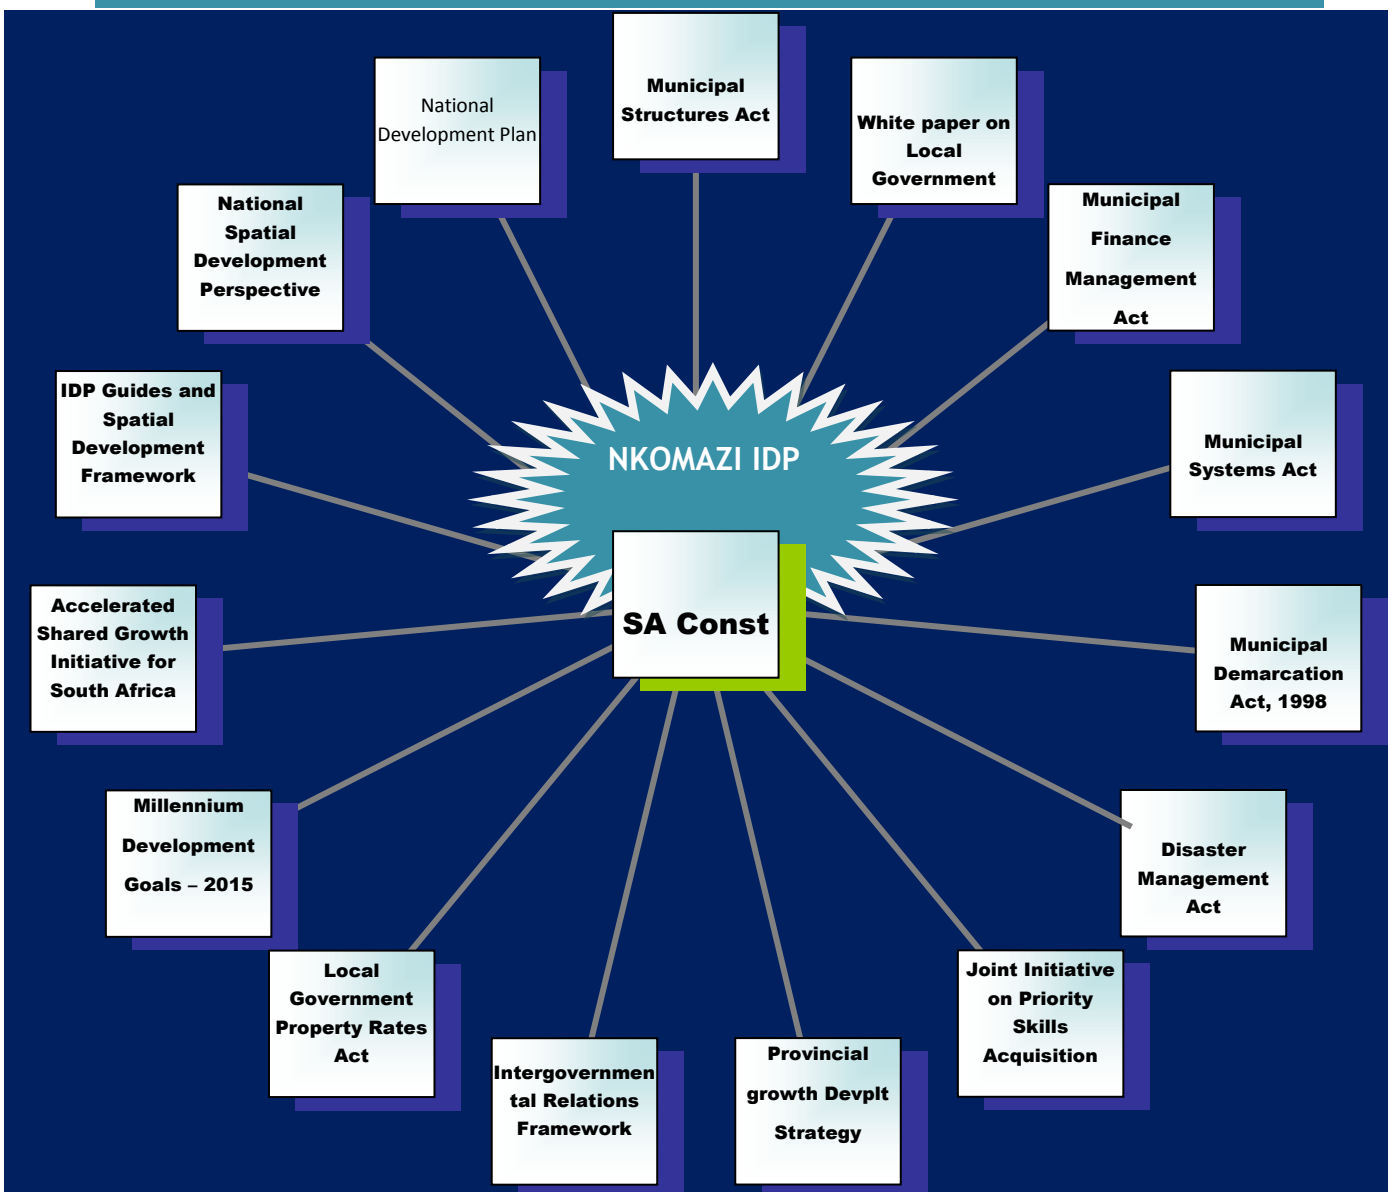 Municipal
Structures Act
National
Development Plan
White paper on
Local
Government
National
Spatial
Development
Perspective
Municipal
Finance
Management
Act
IDP Guides and
Spatial
Development
Framework
NKOMAZI IDP
Municipal
Systems Act
SA Const
Accelerated
Shared Growth
Initiative for
South Africa
Municipal
Demarcation
Act, 1998
Millennium
Development
Goals – 2015
Disaster
Management
Act
Local
Government
Property Rates
Act
Joint Initiative
on Priority
Skills
Acquisition
Intergovernmen
tal Relations
Framework
Provincial
growth Devplt
Strategy